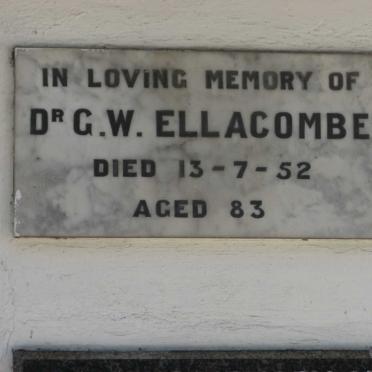 IN LOVING MEMORY OF
DR G.W. ELLACOMBE
DIED 13-7-52
AGED 83